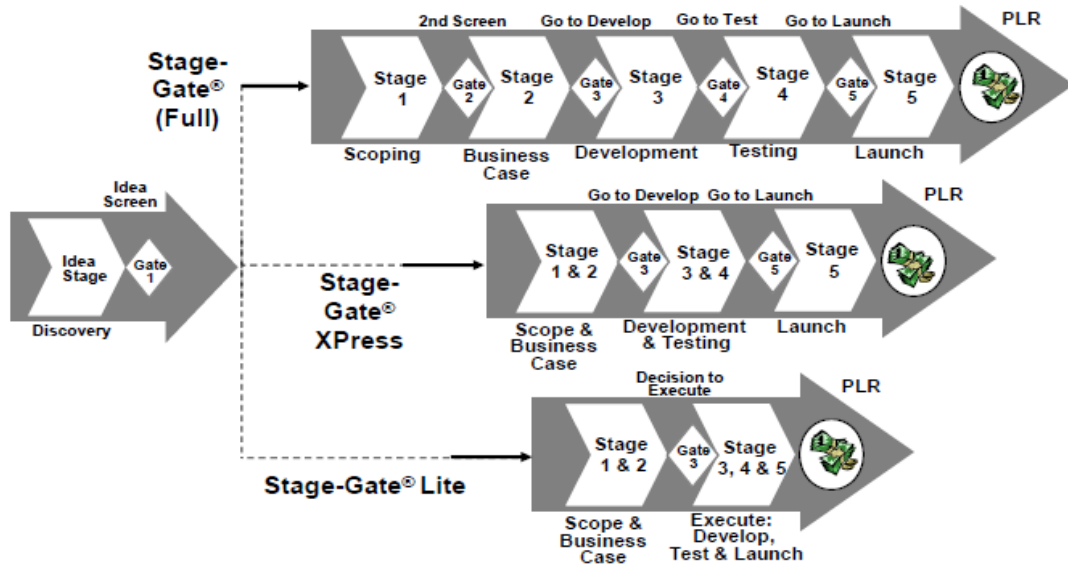 2nd Screen
Go to Develop
Go to Test
Go to Launch
PLR
Stage-
Gate®
(Full)
Stage
1
Gate
2
Stage
2
Gate
3
Stage
3
Gate
4
Stage
4
Gate
5
Stage
5
1
Scoping
Business
Case
Development
Testing
Launch
Idea
Screen
Idea
Stage
Gate
1
Discovery
Go to Develop
Go to Launch
PLR
Stage-
Gate®
XPress
Stage
1 & 2
Gate
3
Stage
3 & 4
Gate
5
Stage
5
1
Scope &
Business
Case
Development
& Testing
Launch
Decision to
Execute
PLR
Stage-Gate® Lite
Stage
1 & 2
Gate
3
Stage
3, 4 & 5
1
Scope &
Business
Case
Execute:
Develop,
Test & Launch